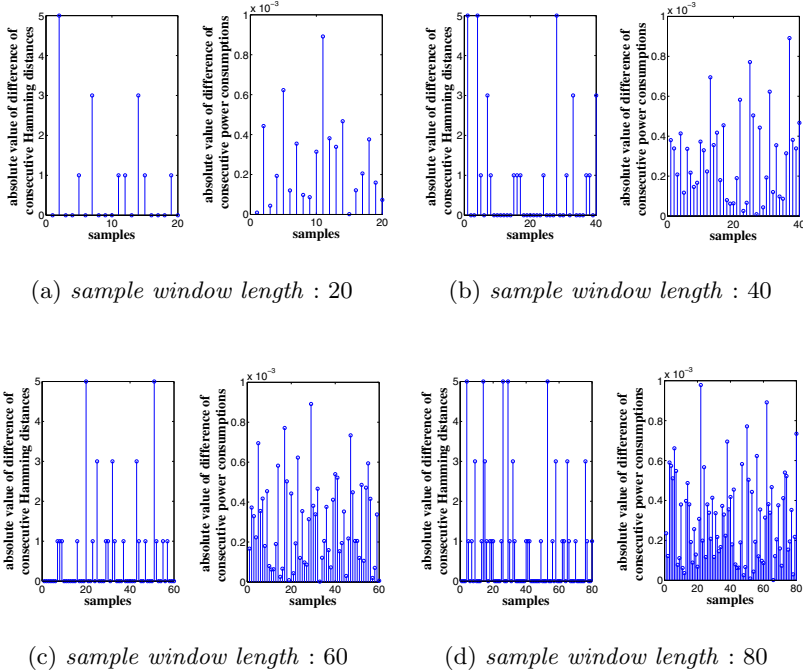 absolute value of difference of
consecutive Hamming distances
5
4
3
2
1
0
0
10
20
samples
absolute value of difference of
consecutive power consumptions
1 x 10⁻³
0.8
0.6
0.4
0.2
0
0
10
20
samples
(a) sample window length : 20
absolute value of difference of
consecutive Hamming distances
5
4
3
2
1
0
0
20
40
samples
absolute value of difference of
consecutive power consumptions
1 x 10⁻³
0.8
0.6
0.4
0.2
0
0
20
40
samples
(b) sample window length : 40
absolute value of difference of
consecutive Hamming distances
5
4
3
2
1
0
0
20
40
60
samples
absolute value of difference of
consecutive power consumptions
1 x 10⁻³
0.8
0.6
0.4
0.2
0
0
20
40
60
samples
(c) sample window length : 60
absolute value of difference of
consecutive Hamming distances
5
4
3
2
1
0
0
20
40
60
80
samples
absolute value of difference of
consecutive power consumptions
1 x 10⁻³
0.8
0.6
0.4
0.2
0
0
20
40
60
80
samples
(d) sample window length : 80